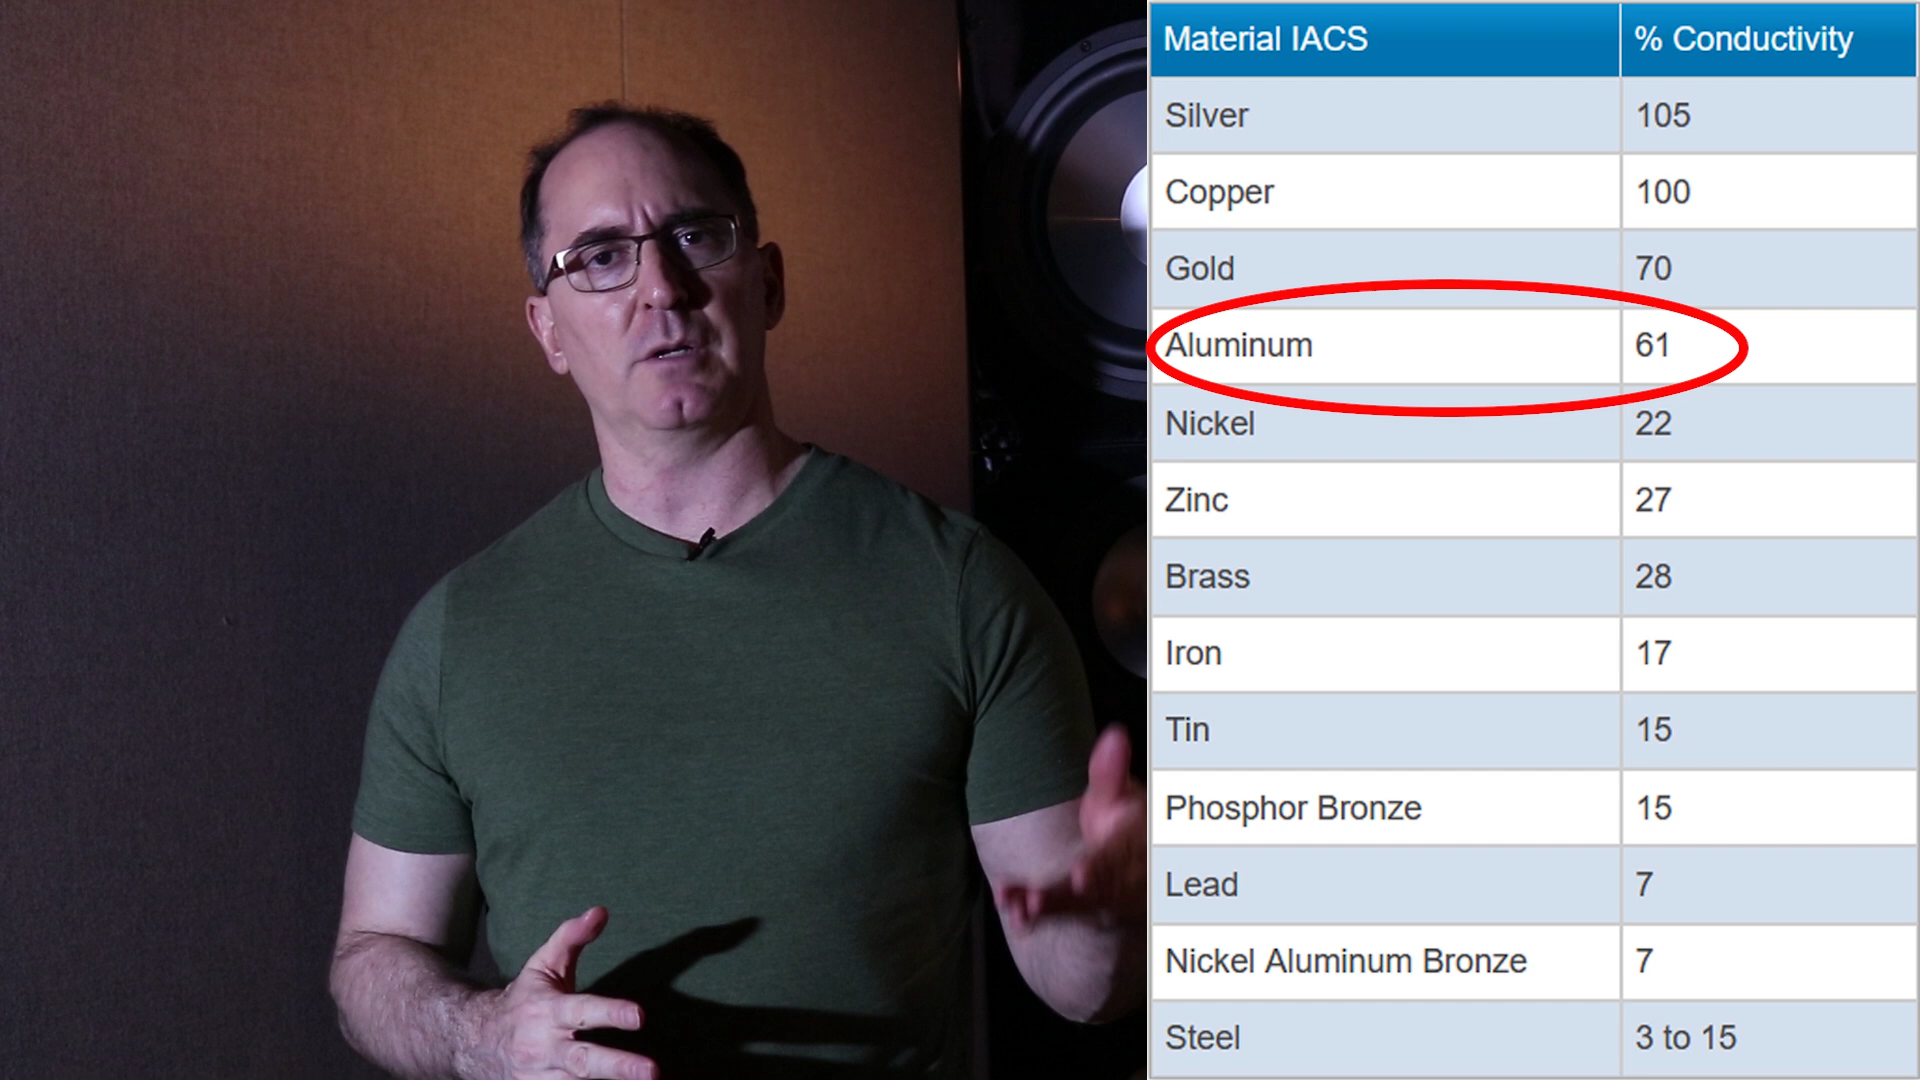 Material IACS % Conductivity
Silver 105
Copper 100
Gold 70
Aluminum 61
Nickel 22
Zinc 27
Brass 28
Iron 17
Tin 15
Phosphor Bronze 15
Lead 7
Nickel Aluminum Bronze 7
Steel 3 to 15